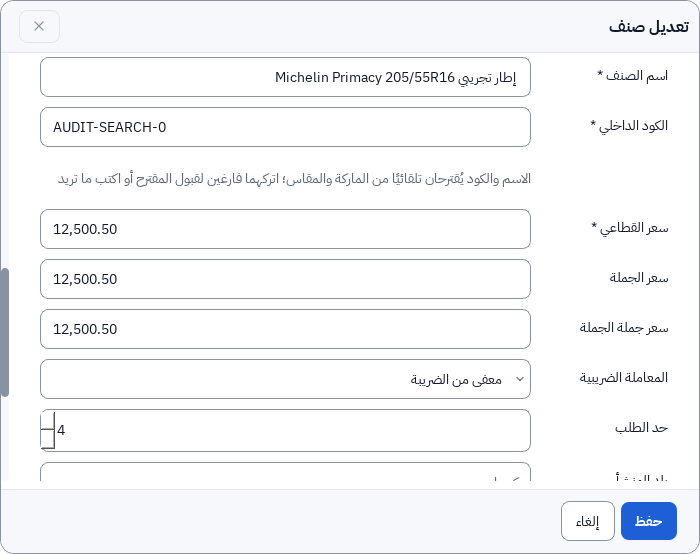 تعديل صنف
اسم الصنف *
إطار تجريبي Michelin Primacy 205/55R16
الكود الداخلي *
AUDIT-SEARCH-0
الاسم والكود يُقترحان تلقائيًا من الماركة والمقاس؛ اتركهما فارغين لقبول المقترح أو اكتب ما تريد
سعر القطاعي *
12,500.50
سعر الجملة
12,500.50
سعر جملة الجملة
12,500.50
المعاملة الضريبية
معفى من الضريبة
حد الطلب
4
حفظ
إلغاء